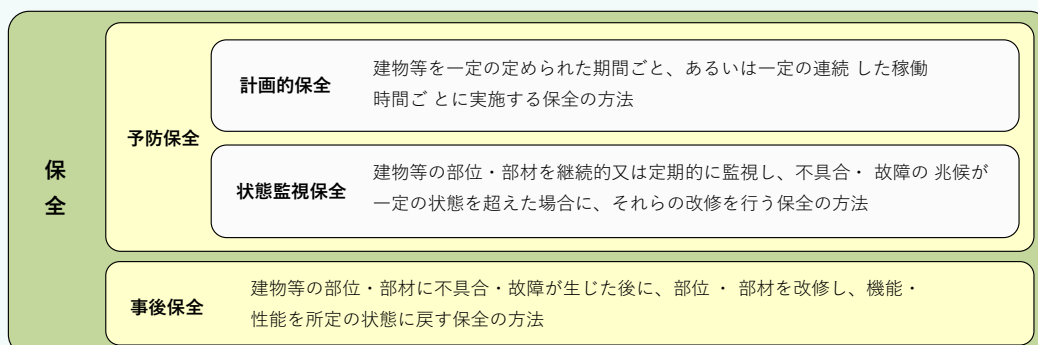 保
全
予防保全
計画的保全
建物等を一定の定められた期間ごと、あるいは一定の連続 した稼働
時間ご とに実施する保全の方法
状態監視保全
建物等の部位・部材を継続的又は定期的に監視し、不具合・ 故障の 兆候が
一定の状態を超えた場合に、それらの改修を行う保全の方法
事後保全
建物等の部位・部材に不具合・故障が生じた後に、部位 ・ 部材を改修し、機能・
性能を所定の状態に戻す保全の方法